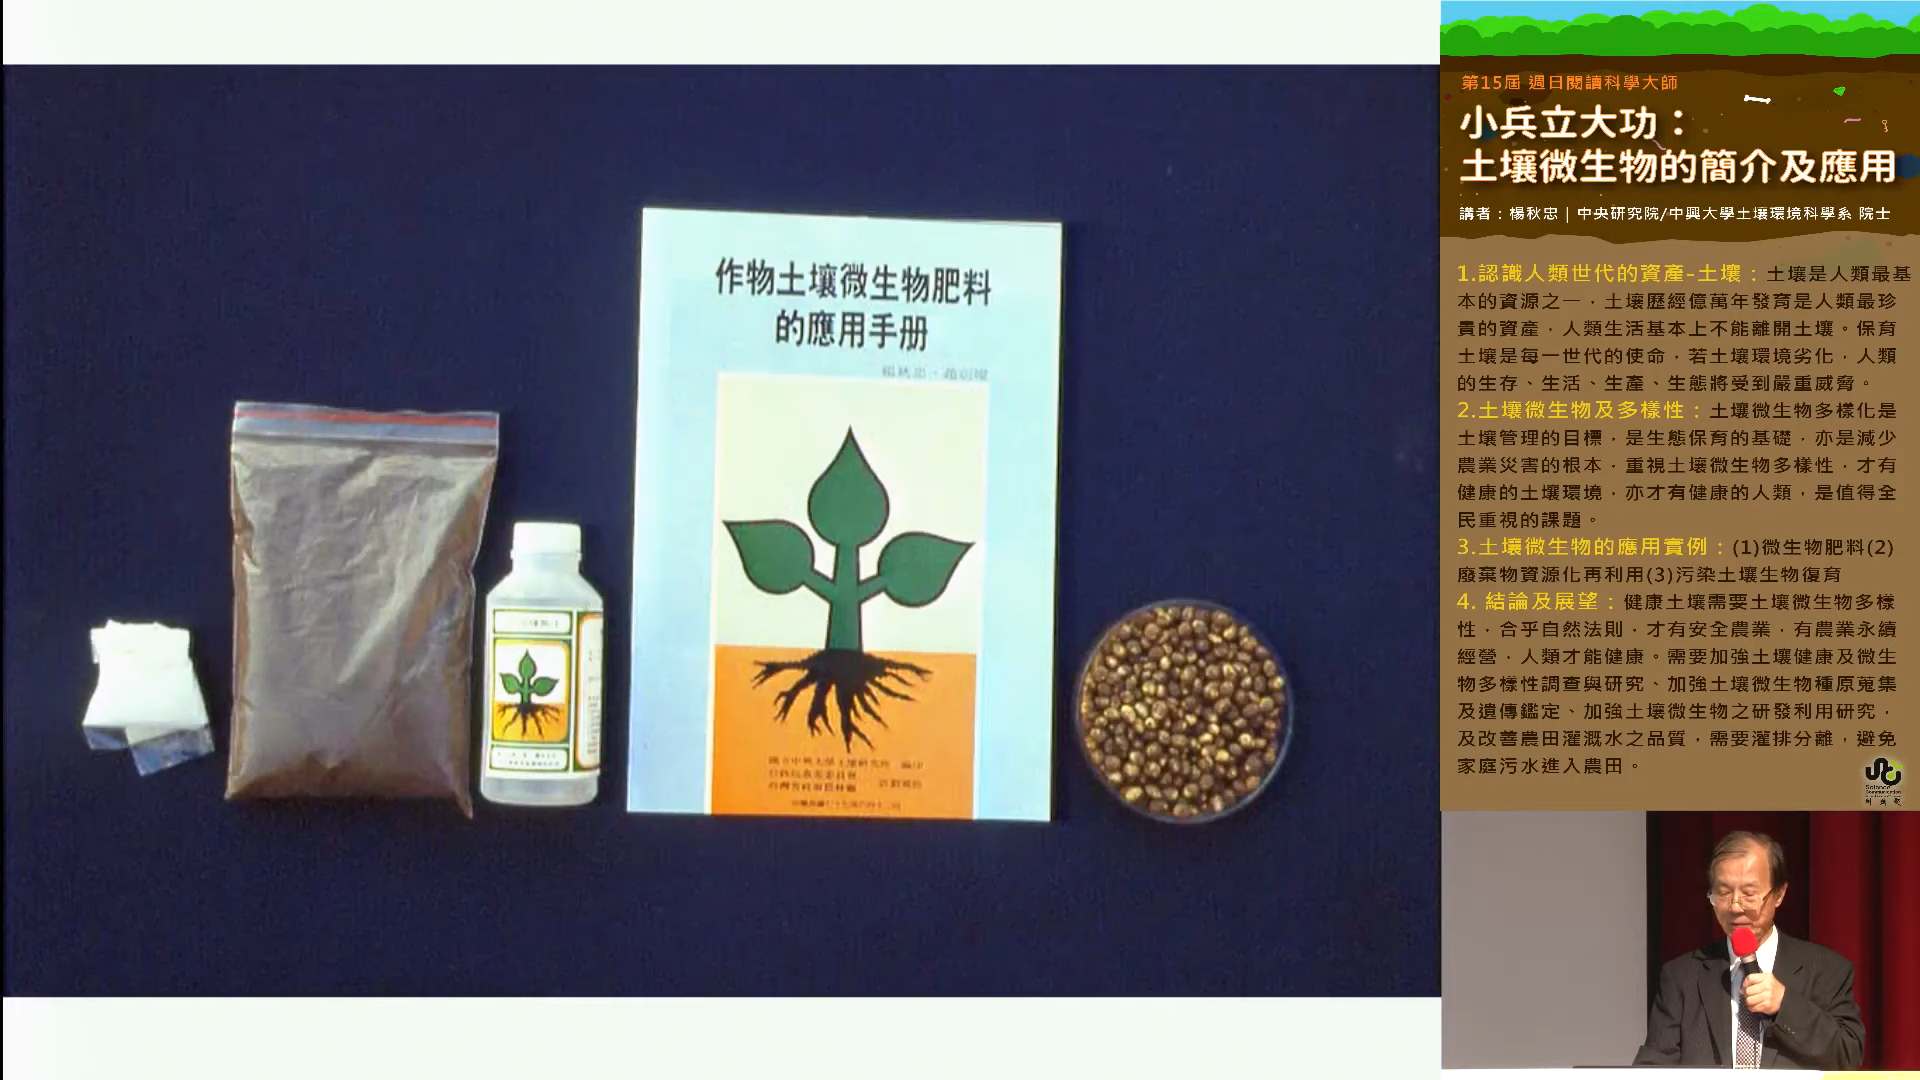 作物土壤微生物肥料
的應用手册
第15屆 週日閱讀科學大師
小兵立大功：
土壤微生物的簡介及應用
講者：楊秋忠 | 中央研究院/中興大學土壤環境科學系 院士
1.認識人類世代的資產-土壤：土壤是人類最基
本的資源之一，土壤歷經億萬年發育是人類最珍
貴的資產，人類生活基本上不能離開土壤。保育
土壤是每一世代的使命，若土壤環境劣化，人類
的生存、生活、生產、生態將受到嚴重威脅。
2.土壤微生物及多樣性：土壤微生物多樣化是
土壤管理的目標，是生態保育的基礎，亦是減少
農業災害的根本，重視土壤微生物多樣性，才有
健康的土壤環境，亦才有健康的人類，是值得全
民重視的課題。
3.土壤微生物的應用實例：(1)微生物肥料(2)
廢棄物資源化再利用(3)污染土壤生物復育
4. 結論及展望：健康土壤需要土壤微生物多樣
性，合乎自然法則，才有安全農業，有農業永續
經營，人類才能健康。需要加強土壤健康及微生
物多樣性調查與研究、加強土壤微生物種原蒐集
及遺傳鑑定、加強土壤微生物之研發利用研究，
及改善農田灌溉水之品質，需要灌排分離，避免
家庭污水進入農田。